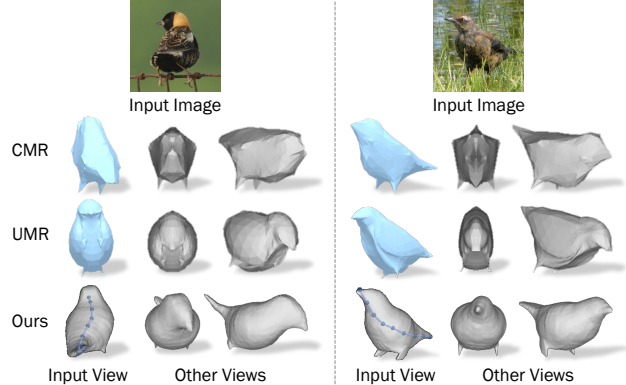 Input Image
Input Image
CMR
UMR
Ours
Input View
Other Views
Input View
Other Views